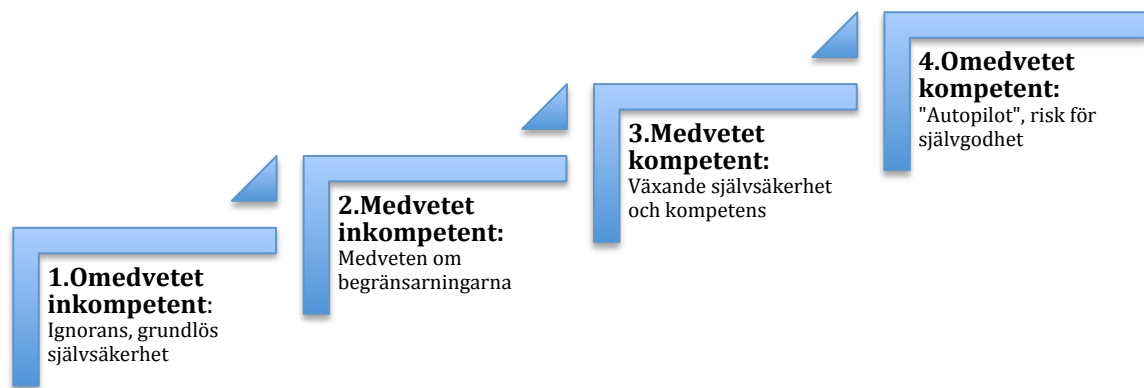 1.Omedvetet
inkompetent:
Ignorans, grundlös
självsäkerhet
2.Medvetet
inkompetent:
Medveten om
begränsarningarna
3.Medvetet
kompetent:
Växande självsäkerhet
och kompetens
4.Omedvetet
kompetent:
"Autopilot", risk för
självgodhet